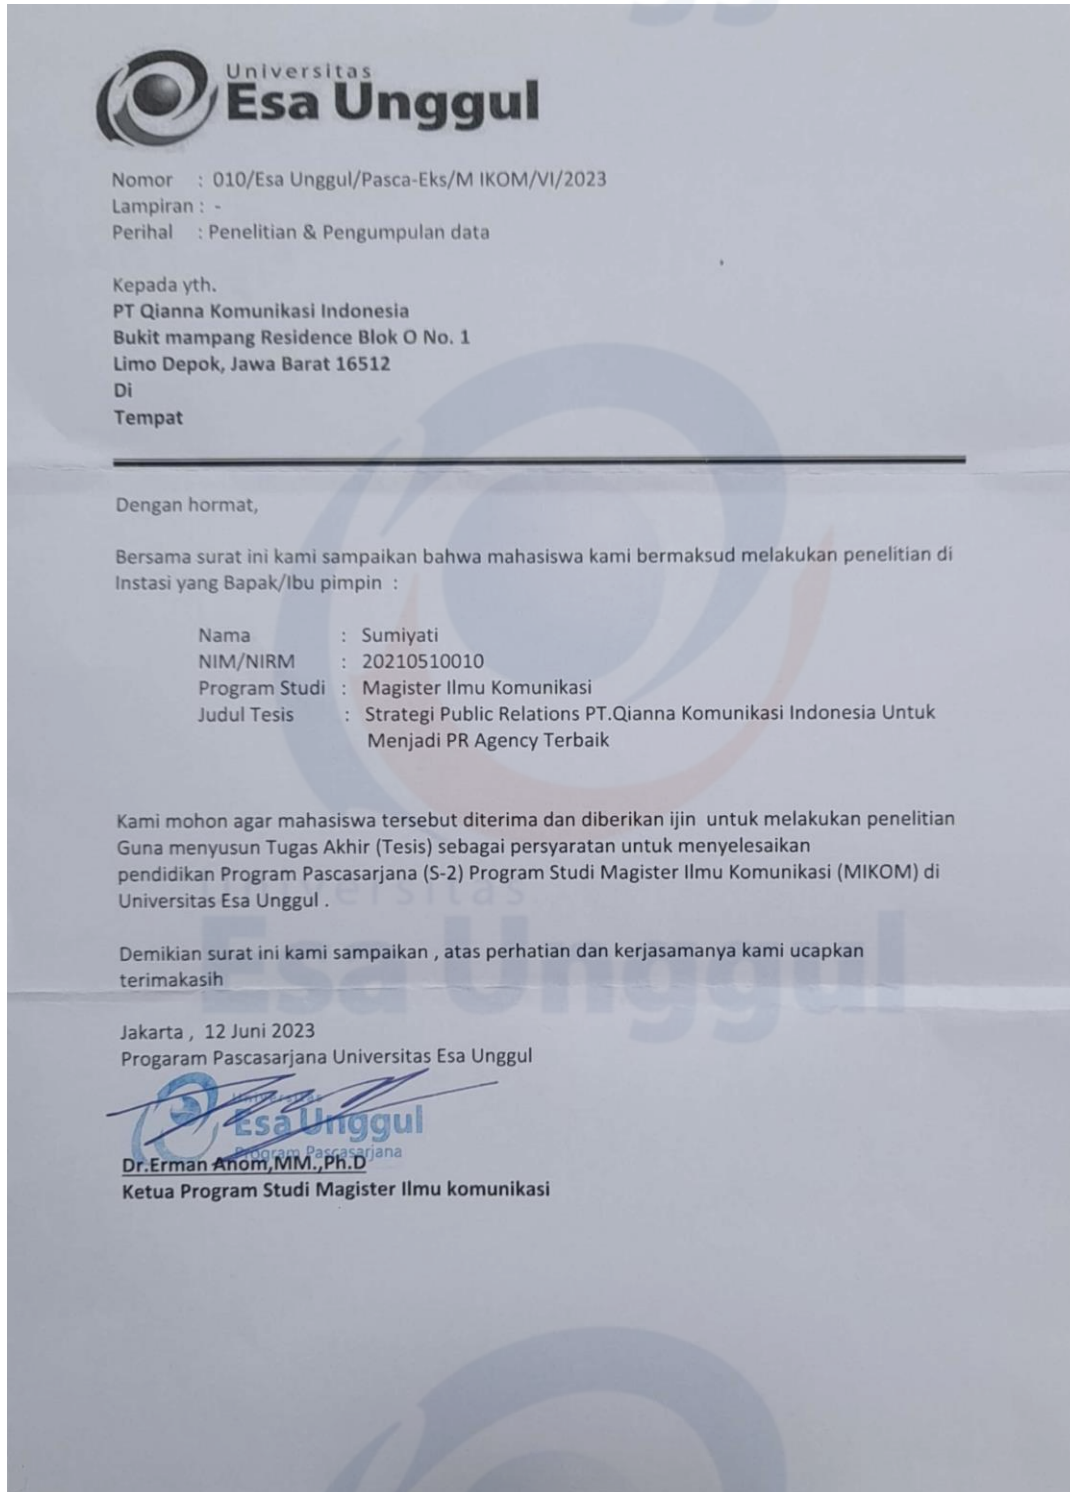 Universitas
Esa Unggul
Nomor : 010/Esa Unggul/Pasca-Eks/M IKOM/VI/2023
Lampiran : -
Perihal : Penelitian & Pengumpulan data
Kepada yth.
PT Qianna Komunikasi Indonesia
Bukit mampang Residence Blok O No. 1
Limo Depok, Jawa Barat 16512
Di
Tempat
Dengan hormat,
Bersama surat ini kami sampaikan bahwa mahasiswa kami bermaksud melakukan penelitian di
Instasi yang Bapak/Ibu pimpin :
Nama : Sumiyati
NIM/NIRM : 20210510010
Program Studi : Magister Ilmu Komunikasi
Judul Tesis : Strategi Public Relations PT.Qianna Komunikasi Indonesia Untuk
Menjadi PR Agency Terbaik
Kami mohon agar mahasiswa tersebut diterima dan diberikan ijin untuk melakukan penelitian
Guna menyusun Tugas Akhir (Tesis) sebagai persyaratan untuk menyelesaikan
pendidikan Program Pascasarjana (S-2) Program Studi Magister Ilmu Komunikasi (MIKOM) di
Universitas Esa Unggul .
Universitas
Esa Unggul
Demikian surat ini kami sampaikan , atas perhatian dan kerjasamanya kami ucapkan
terimakasih
Jakarta , 12 Juni 2023
Progaram Pascasarjana Universitas Esa Unggul
Universitas
Esa Unggul
Program Pascasarjana
Dr.Erman Anom,MM.,Ph.D
Ketua Program Studi Magister Ilmu komunikasi